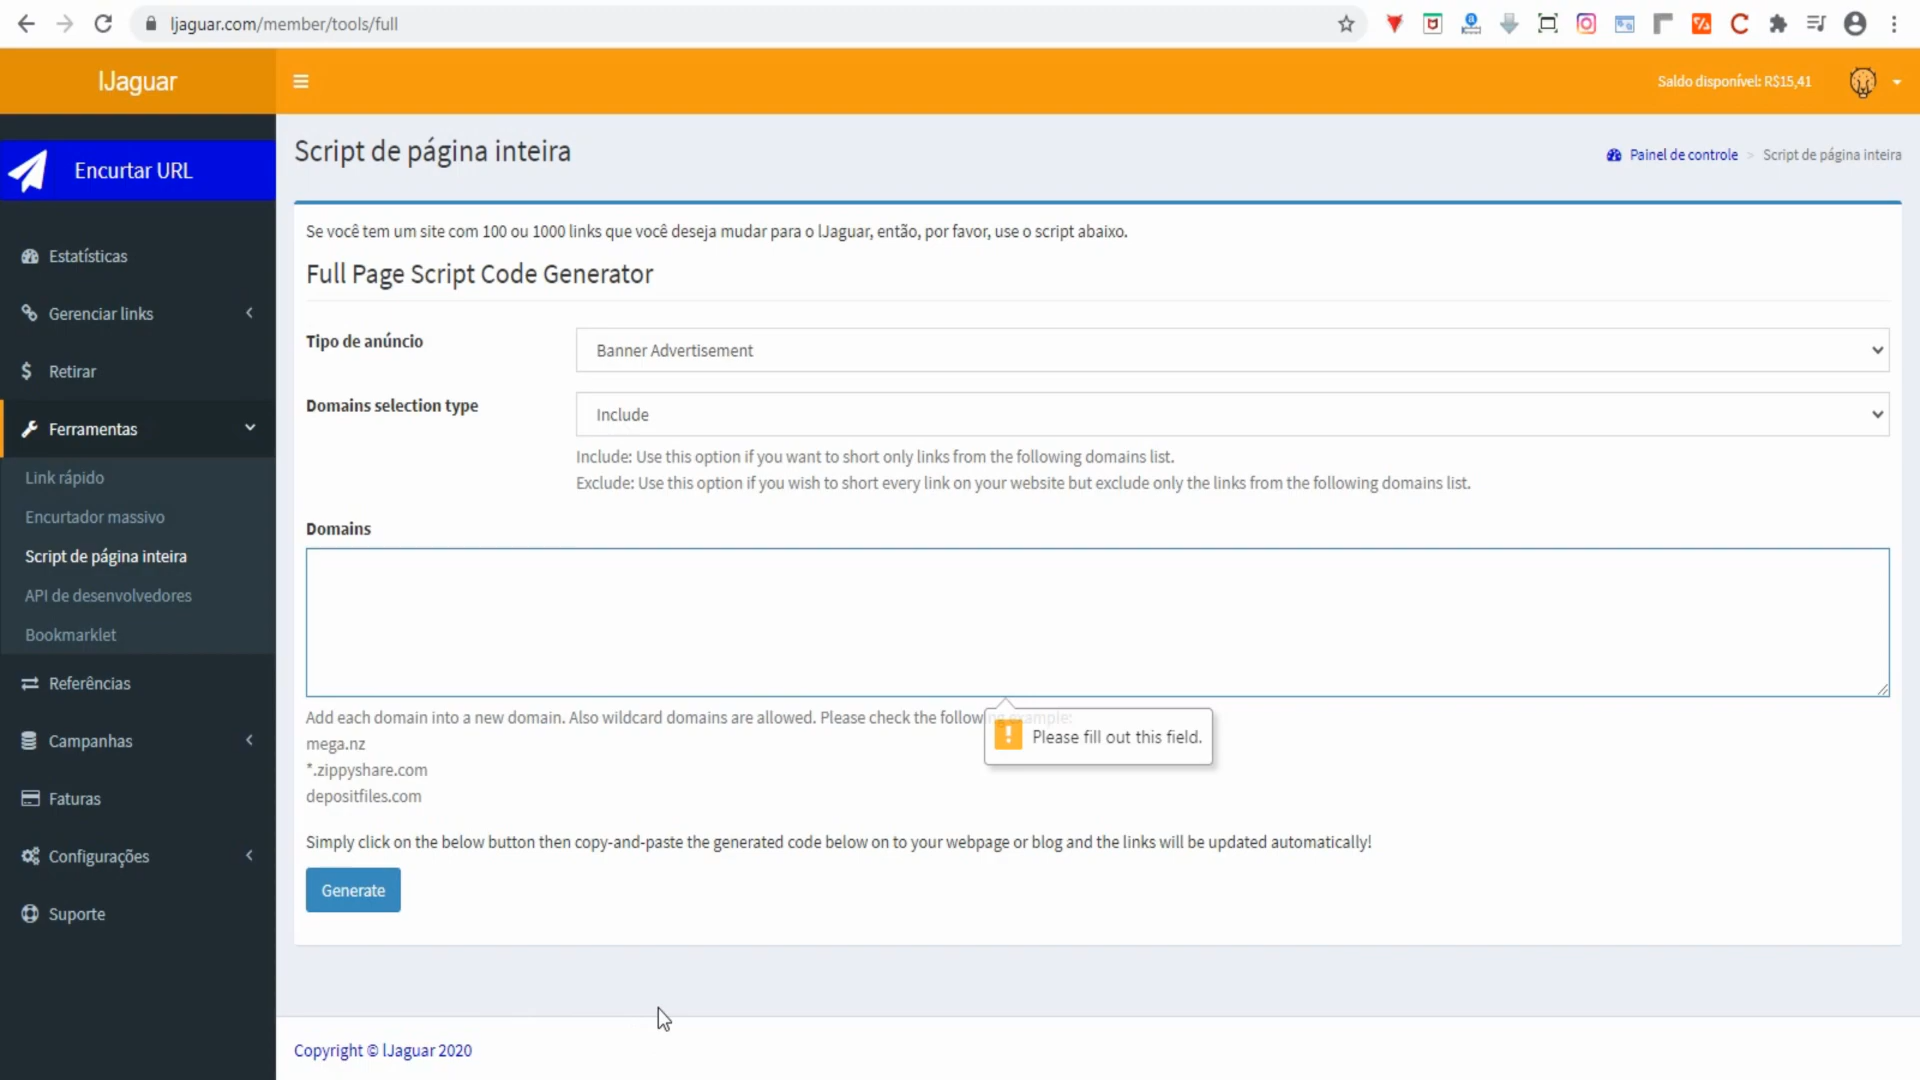 ljaguar.com/member/tools/full
lJaguar
Saldo disponível: R$15,41
Encurtar URL
Estatísticas
Gerenciar links
Retirar
Ferramentas
Link rápido
Encurtador massivo
Script de página inteira
API de desenvolvedores
Bookmarklet
Referências
Campanhas
Faturas
Configurações
Suporte
Script de página inteira
Painel de controle > Script de página inteira
Se você tem um site com 100 ou 1000 links que você deseja mudar para o lJaguar, então, por favor, use o script abaixo.
Full Page Script Code Generator
Tipo de anúncio
Banner Advertisement
Domains selection type
Include
Include: Use this option if you want to short only links from the following domains list.
Exclude: Use this option if you wish to short every link on your website but exclude only the links from the following domains list.
Domains
Add each domain into a new domain. Also wildcard domains are allowed. Please check the following example:
Please fill out this field.
mega.nz
*.zippyshare.com
depositfiles.com
Simply click on the below button then copy-and-paste the generated code below on to your webpage or blog and the links will be updated automatically!
Generate
Copyright © lJaguar 2020